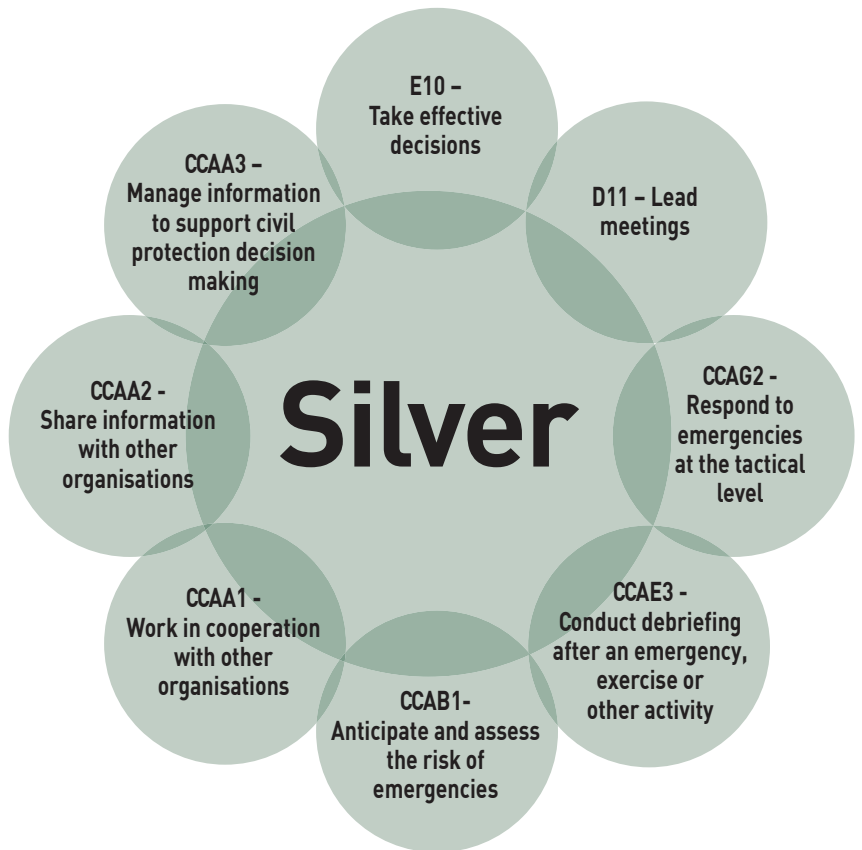 E10 –
Take effective
decisions
D11 – Lead
meetings
CCAG2 -
Respond to
emergencies
at the tactical
level
CCAE3 -
Conduct debriefing
after an emergency,
exercise or
other activity
CCAB1-
Anticipate and assess
the risk of
emergencies
CCAA1 -
Work in cooperation
with other
organisations
CCAA2 -
Share information
with other
organisations
CCAA3 –
Manage information
to support civil
protection decision
making
Silver